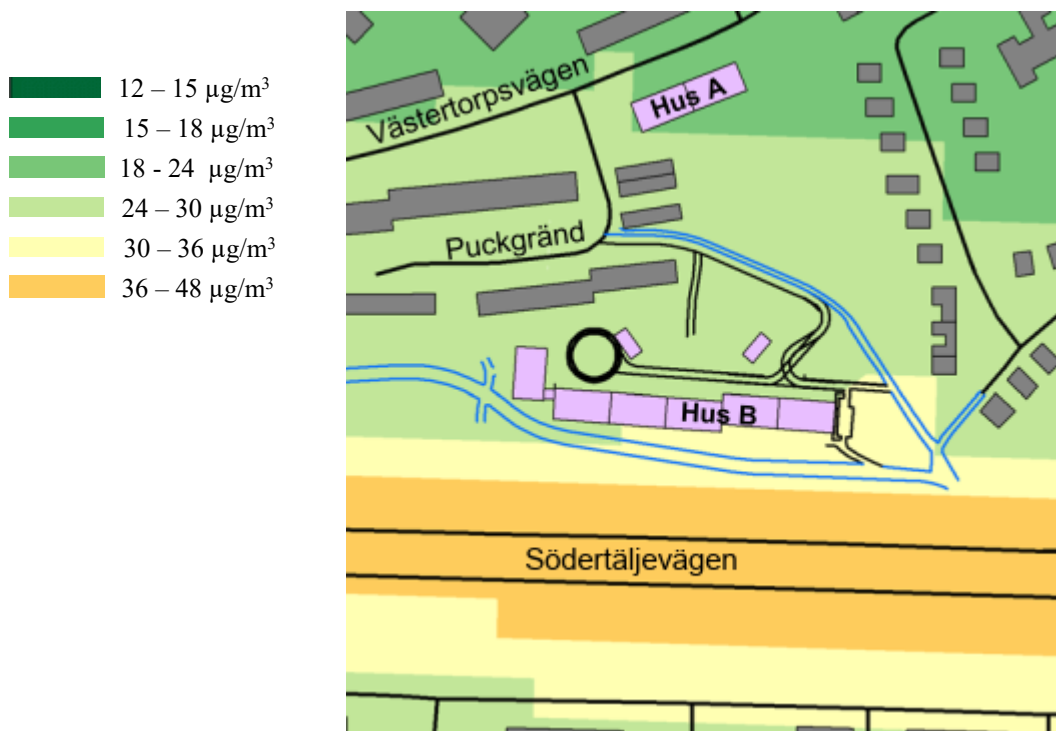 12 – 15 µg/m³
15 – 18 µg/m³
18 - 24 µg/m³
24 – 30 µg/m³
30 – 36 µg/m³
36 – 48 µg/m³
Västertorpsvägen
Hus A
Puckgränd
Hus B
Södertäljevägen